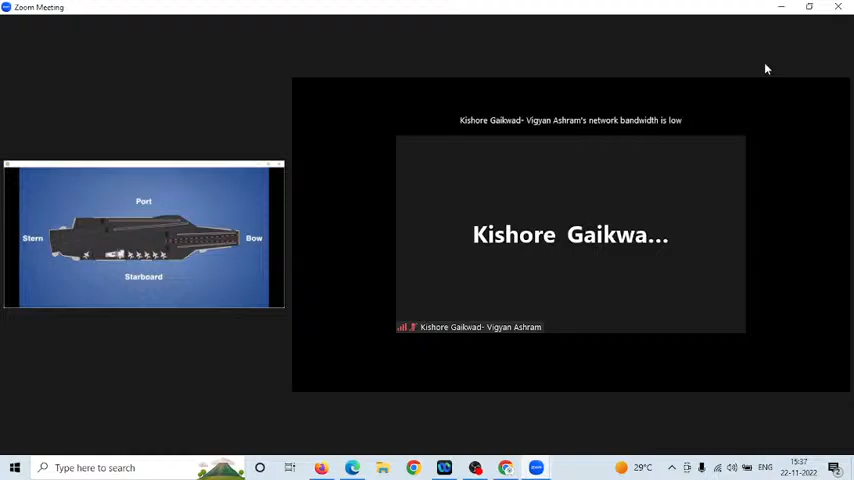 Zoom Meeting
Kishore Gaikwad- Vigyan Ashram's network bandwidth is low
Port
Stern
Bow
Starboard
Kishore Gaikwa...
Kishore Gaikwad- Vigyan Ashram
Type here to search
29°C
ENG
15:37
22-11-2022
2